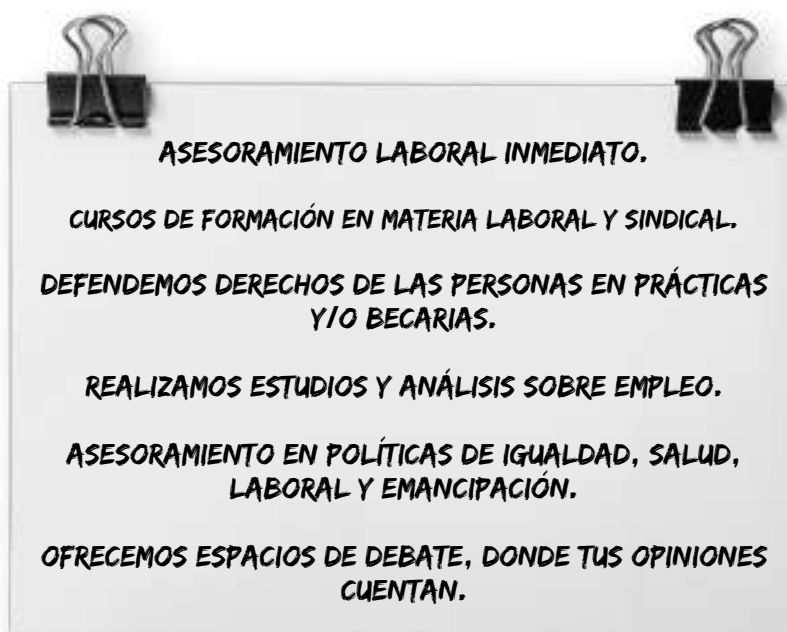 ASESORAMIENTO LABORAL INMEDIATO.
CURSOS DE FORMACIÓN EN MATERIA LABORAL Y SINDICAL.
DEFENDEMOS DERECHOS DE LAS PERSONAS EN PRÁCTICAS
Y/O BECARIAS.
REALIZAMOS ESTUDIOS Y ANÁLISIS SOBRE EMPLEO.
ASESORAMIENTO EN POLÍTICAS DE IGUALDAD, SALUD,
LABORAL Y EMANCIPACIÓN.
OFRECEMOS ESPACIOS DE DEBATE, DONDE TUS OPINIONES
CUENTAN.